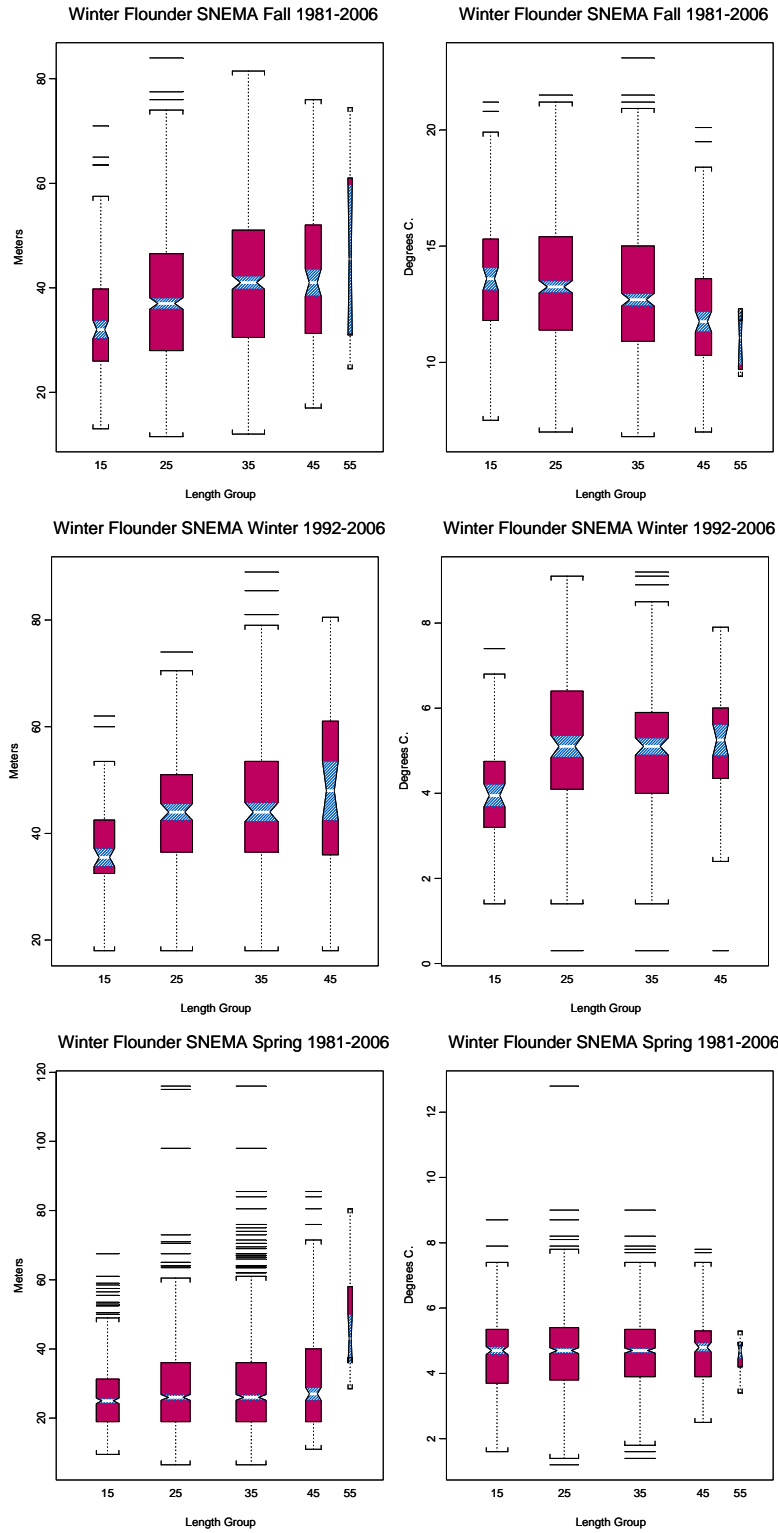 Winter Flounder SNEMA Fall 1981-2006
Meters
80
60
40
20
15 25 35 45 55
Length Group
Winter Flounder SNEMA Fall 1981-2006
Degrees C.
20
15
10
15 25 35 45 55
Length Group
Winter Flounder SNEMA Winter 1992-2006
Meters
80
60
40
20
15 25 35 45
Length Group
Winter Flounder SNEMA Winter 1992-2006
Degrees C.
8
6
4
2
0
15 25 35 45
Length Group
Winter Flounder SNEMA Spring 1981-2006
Meters
120
100
80
60
40
20
15 25 35 45 55
Length Group
Winter Flounder SNEMA Spring 1981-2006
Degrees C.
12
10
8
6
4
2
15 25 35 45 55
Length Group